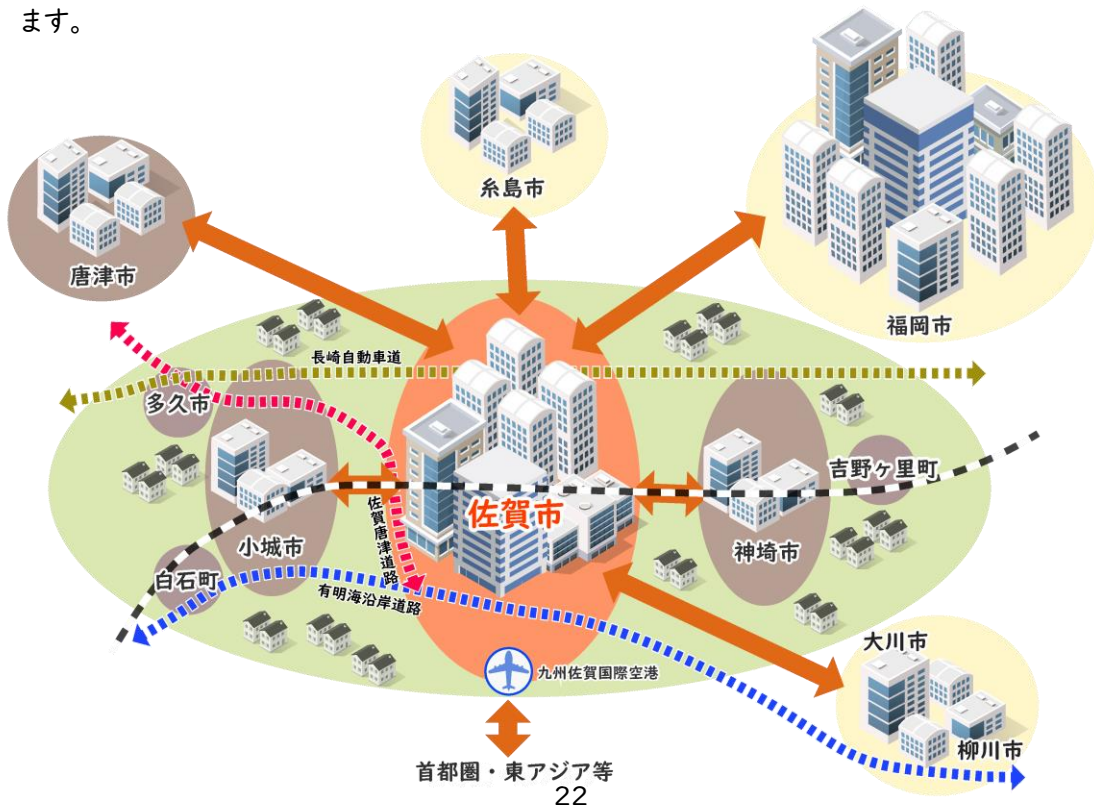 ます。
糸島市
唐津市
福岡市
長崎自動車道
多久市
吉野ヶ里町
佐賀市
小城市
神埼市
佐賀唐津道路
白石町
有明海沿岸道路
大川市
九州佐賀国際空港
柳川市
首都圏・東アジア等
22